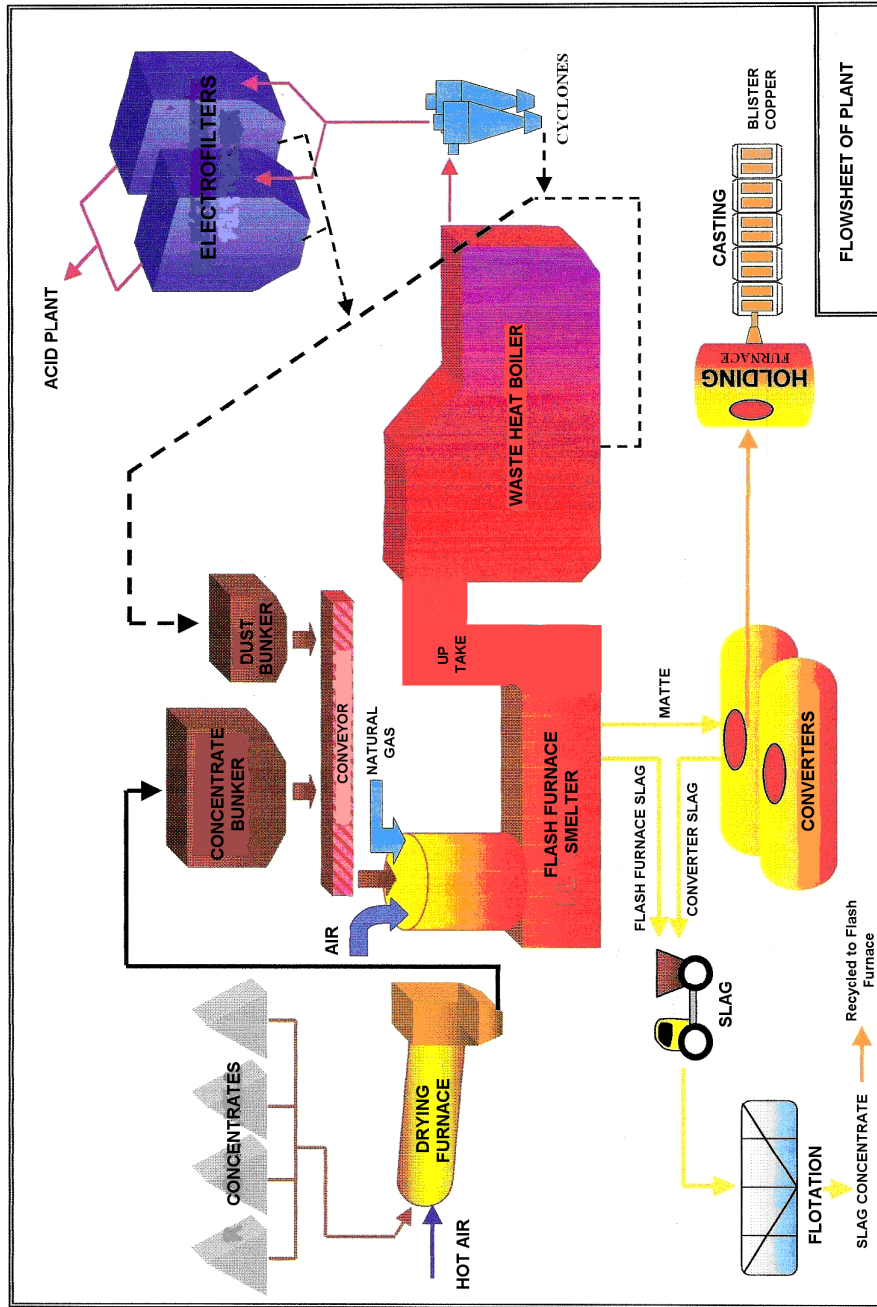 CONCENTRATES
HOT AIR
DRYING
FURNACE
CONCENTRATE
BUNKER
DUST
BUNKER
CONVEYOR
AIR
NATURAL
GAS
FLASH FURNACE
SMELTER
UP
TAKE
WASTE HEAT BOILER
ACID PLANT
ELECTROFILTERS
CYCLONES
FLASH FURNACE SLAG
CONVERTER SLAG
MATTE
SLAG
FLOTATION
SLAG CONCENTRATE
Recycled to Flash
Furnace
CONVERTERS
HOLDING
FURNACE
CASTING
BLISTER
COPPER
FLOWSHEET OF PLANT